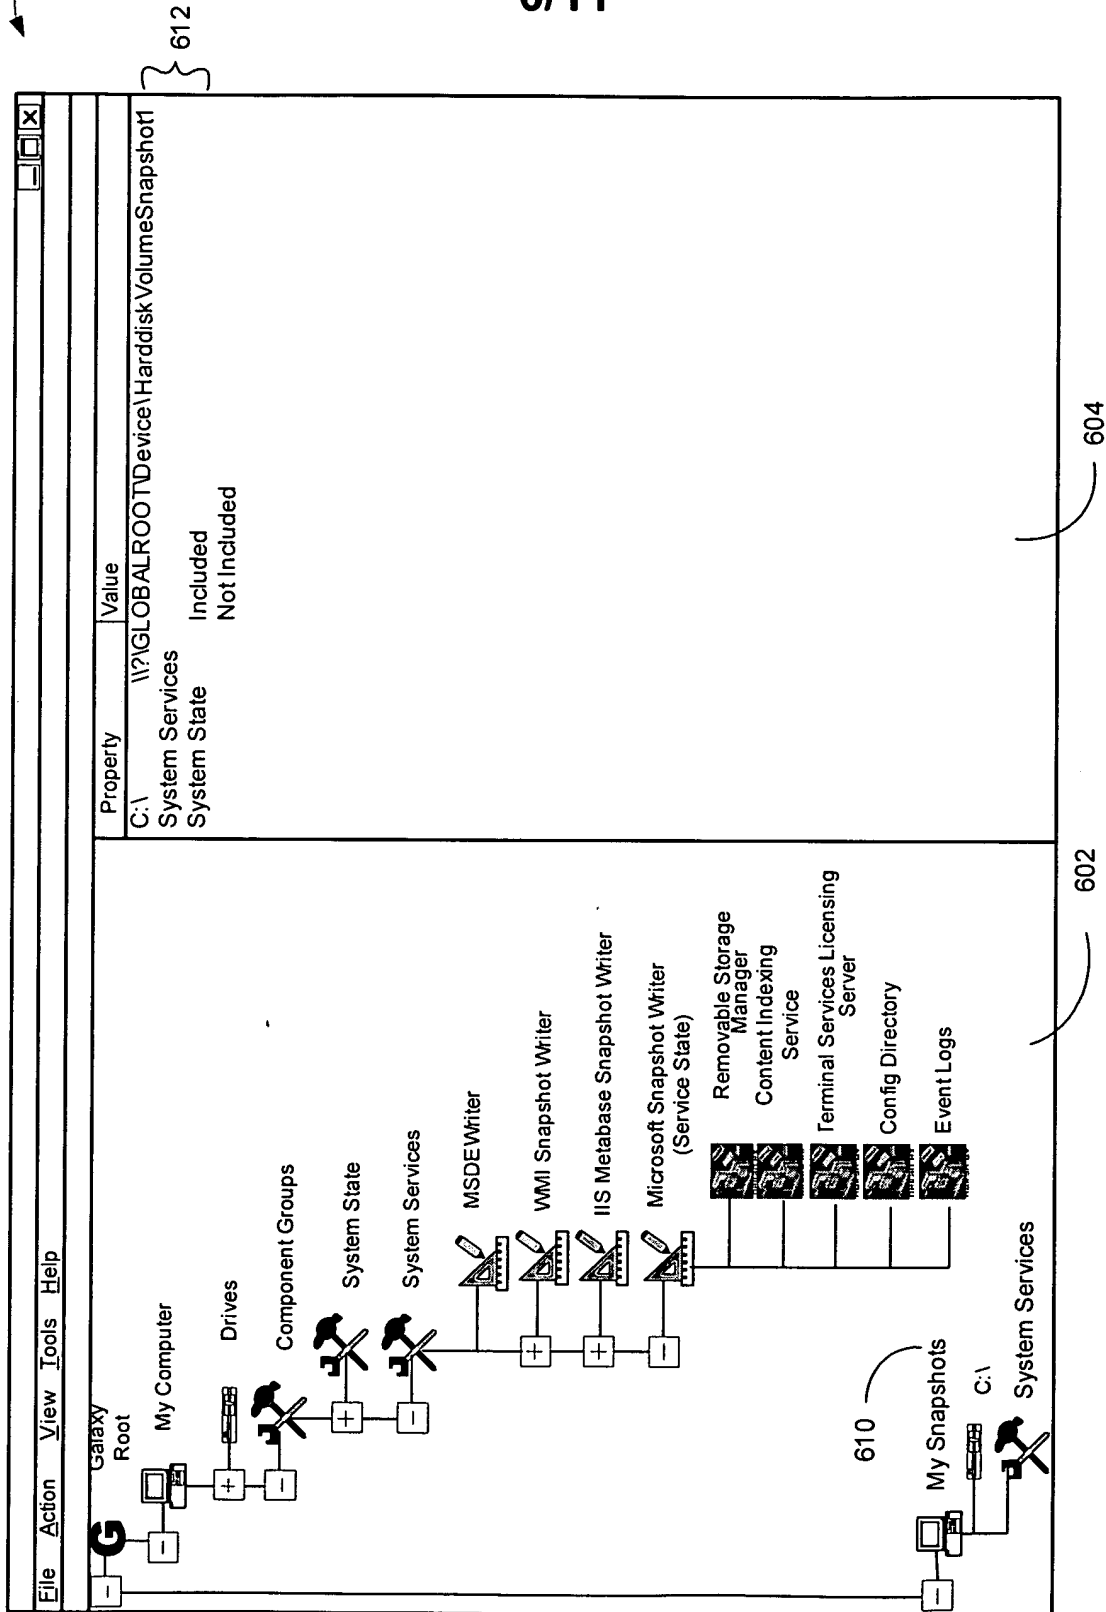 612
File Action View Tools Help
Galaxy
Root
My Computer
Drives
Component Groups
System State
System Services
MSDEWriter
WMI Snapshot Writer
IIS Metabase Snapshot Writer
Microsoft Snapshot Writer
(Service State)
Removable Storage
Manager
Content Indexing
Service
Terminal Services Licensing
Server
Config Directory
Event Logs
610
My Snapshots
C:\
System Services
Property Value
C:\ \\?\GLOBALROOT\Device\HarddiskVolumeSnapshot1
System Services
System State Included
Not Included
602
604